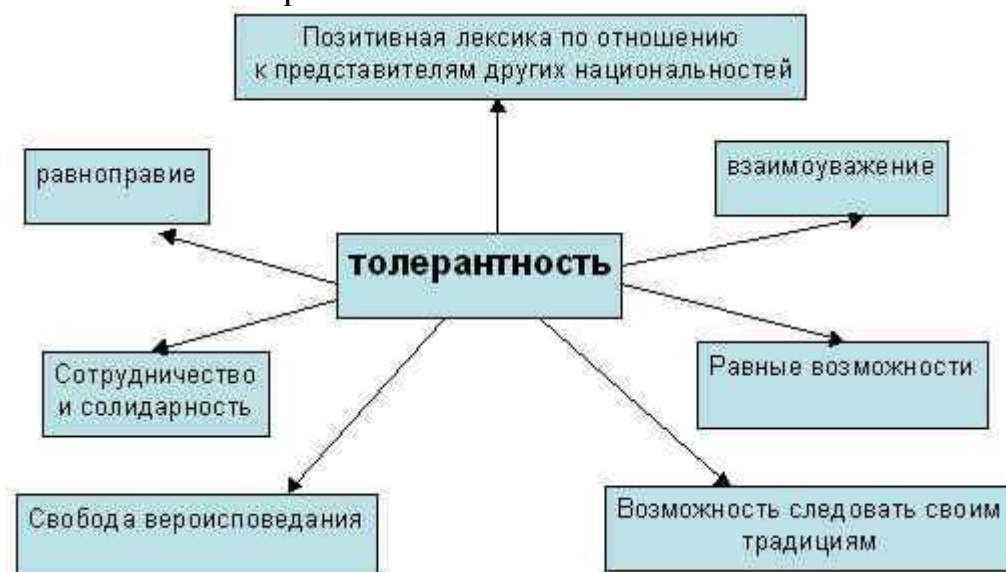 Позитивная лексика по отношению
к представителям других национальностей
равноправие
взаимоуважение
толерантность
Сотрудничество
и солидарность
Равные возможности
Свобода вероисповедания
Возможность следовать своим
традициям